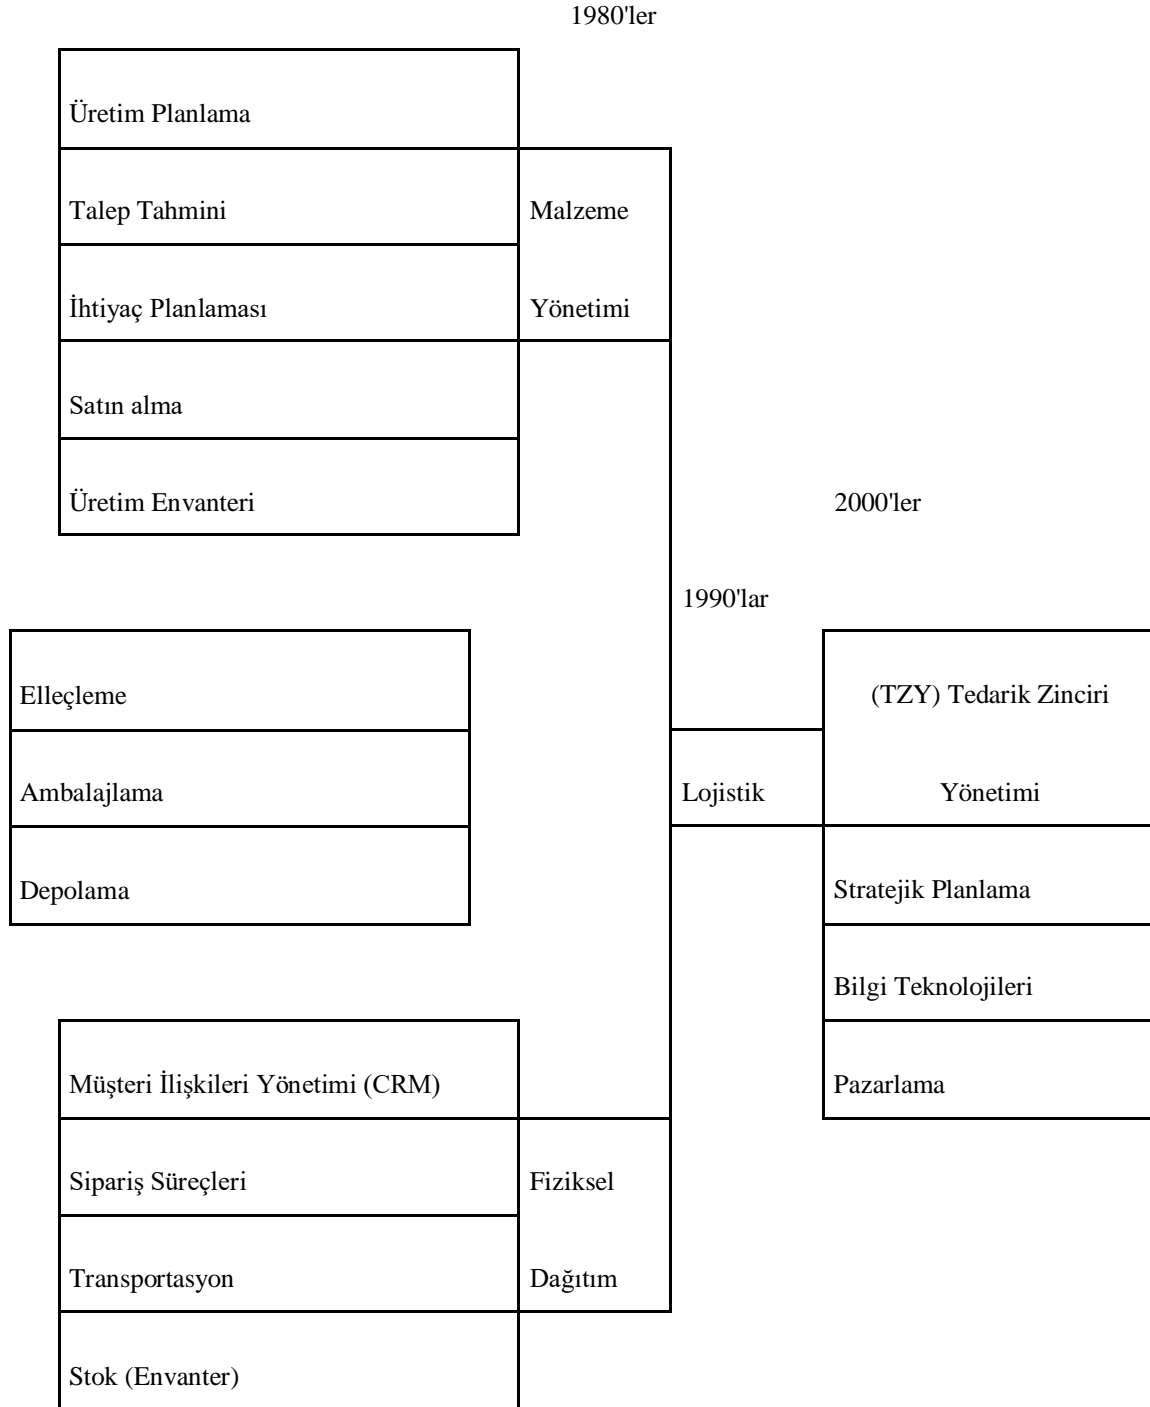 1980'ler
Üretim Planlama
Talep Tahmini
Malzeme
İhtiyaç Planlaması
Yönetimi
Satın alma
Üretim Envanteri
2000'ler
1990'lar
Elleçleme
(TZY) Tedarik Zinciri
Ambalajlama
Lojistik
Yönetimi
Depolama
Stratejik Planlama
Bilgi Teknolojileri
Müşteri İlişkileri Yönetimi (CRM)
Pazarlama
Sipariş Süreçleri
Fiziksel
Transportasyon
Dağıtım
Stok (Envanter)